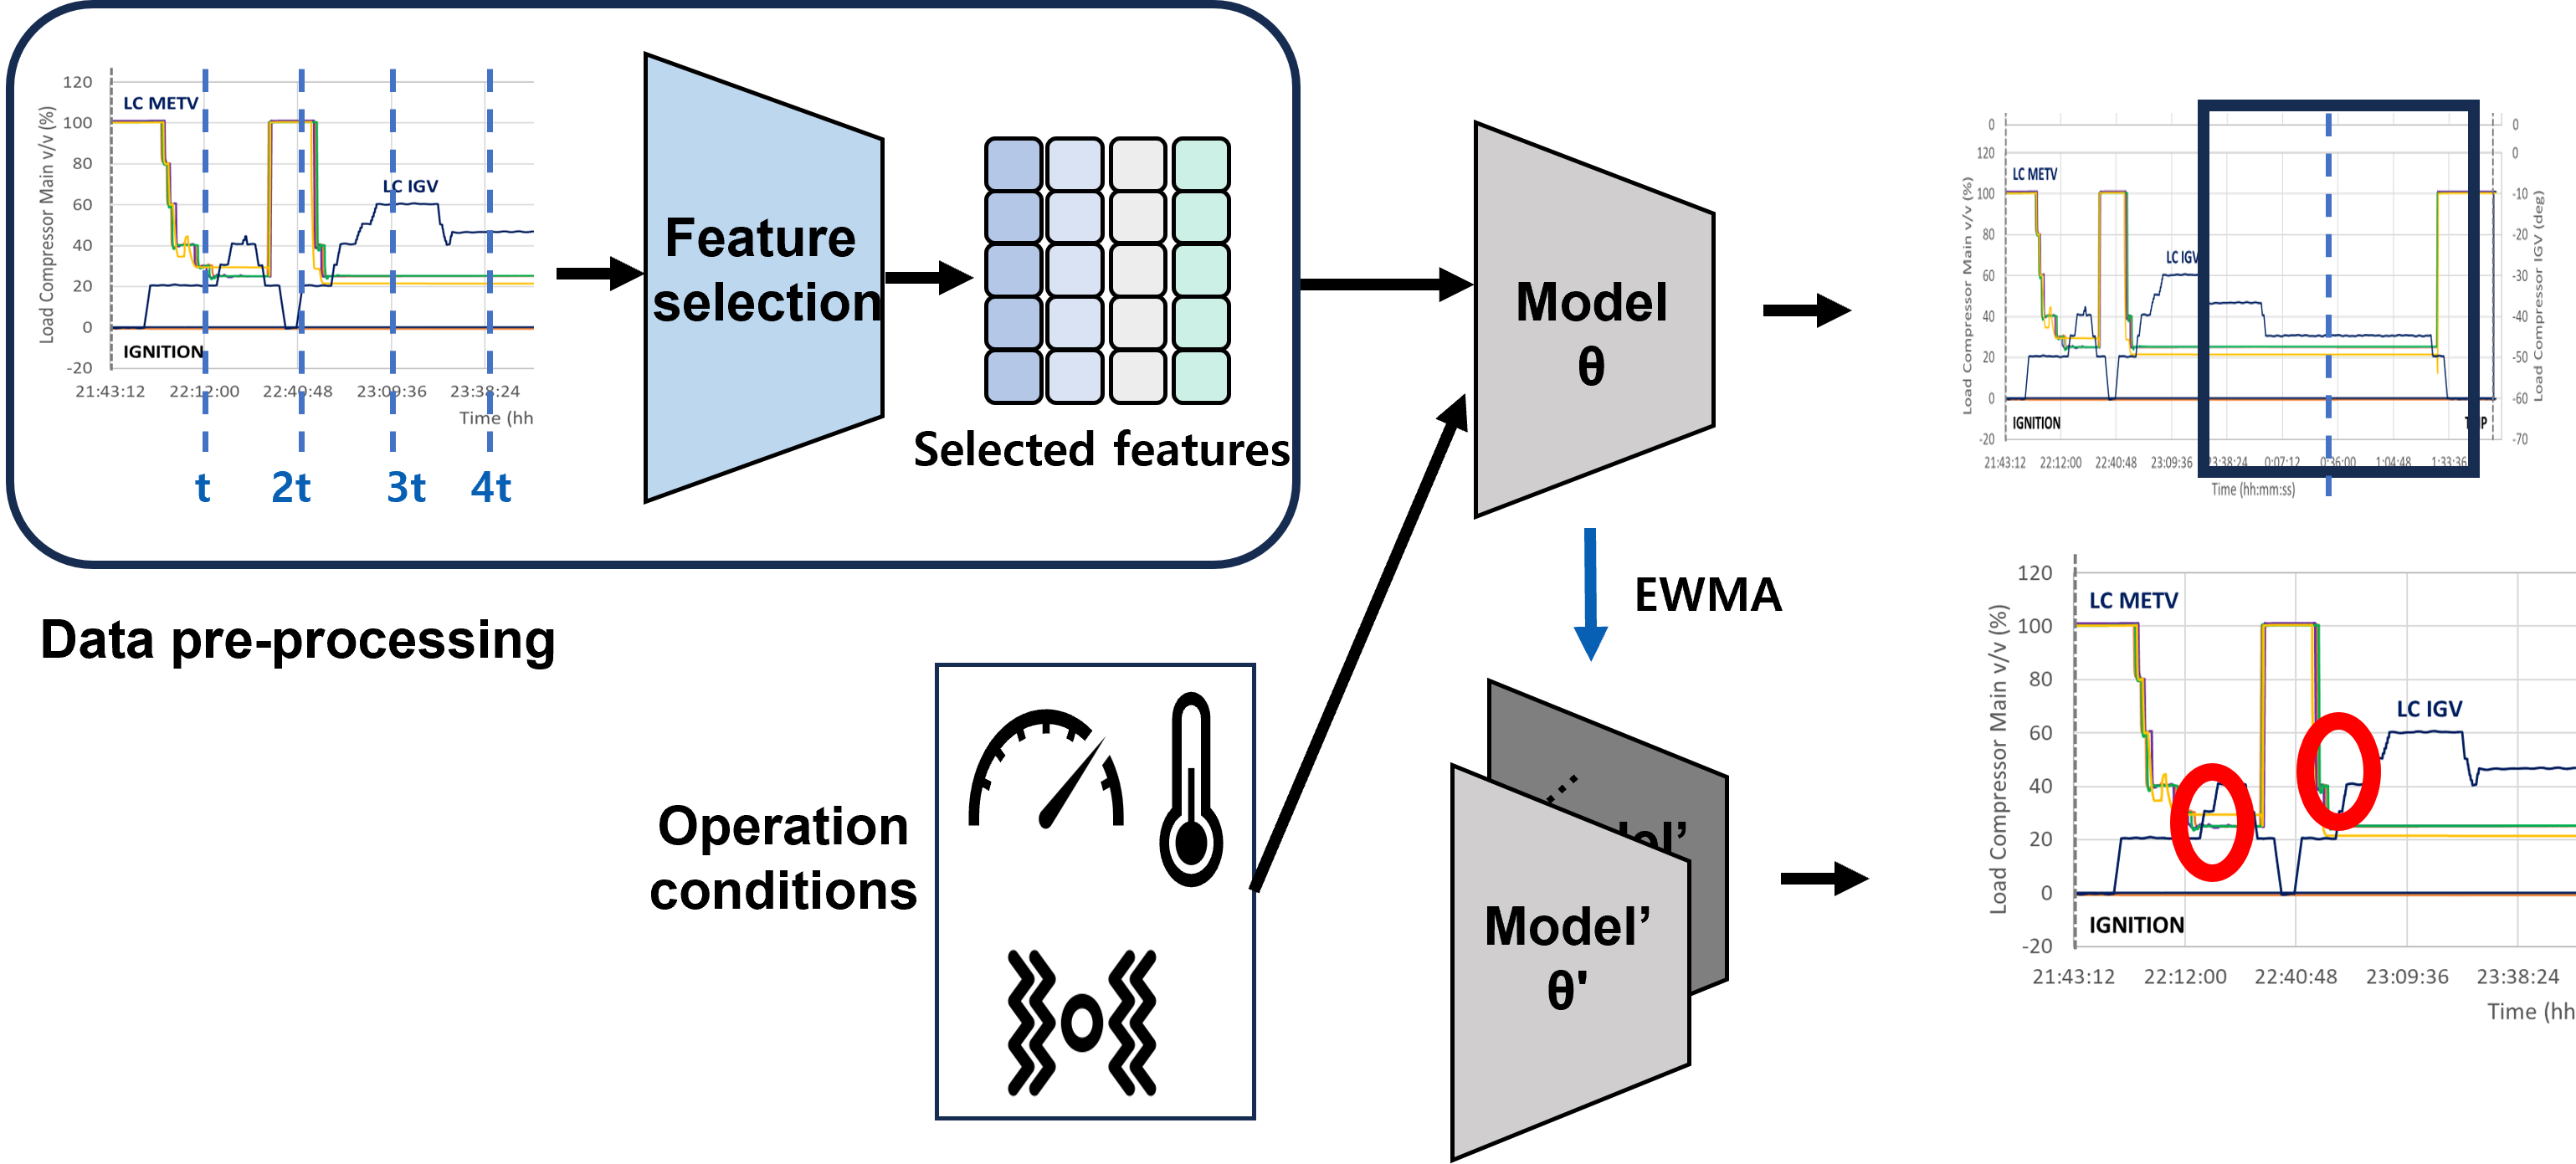 120
100
80
60
40
20
0
-20
Load Compressor Main v/v (%)
LC METV
LC IGV
IGNITION
21:43:12 22:12:00 22:40:48 23:09:36 23:38:24
Time (hh
t 2t 3t 4t
Feature
selection
Selected features
Data pre-processing
Operation
conditions
Model
θ
EWMA
Model’
θ'
del’
0
120
100
80
60
40
20
0
-20
Load Compressor Main v/v (%)
LC METV
LC IGV
IGNITION
0
0
-10
-20
-30
-40
-50
-60
-70
Load Compressor IGV (deg)
21:43:12 22:12:00 22:40:48 23:09:36 23:38:24 0:07:12 0:36:00 1:04:48 1:33:36
Time (hh:mm:ss)
120
100
80
60
40
20
0
-20
Load Compressor Main v/v (%)
LC METV
LC IGV
IGNITION
21:43:12 22:12:00 22:40:48 23:09:36 23:38:24
Time (hh